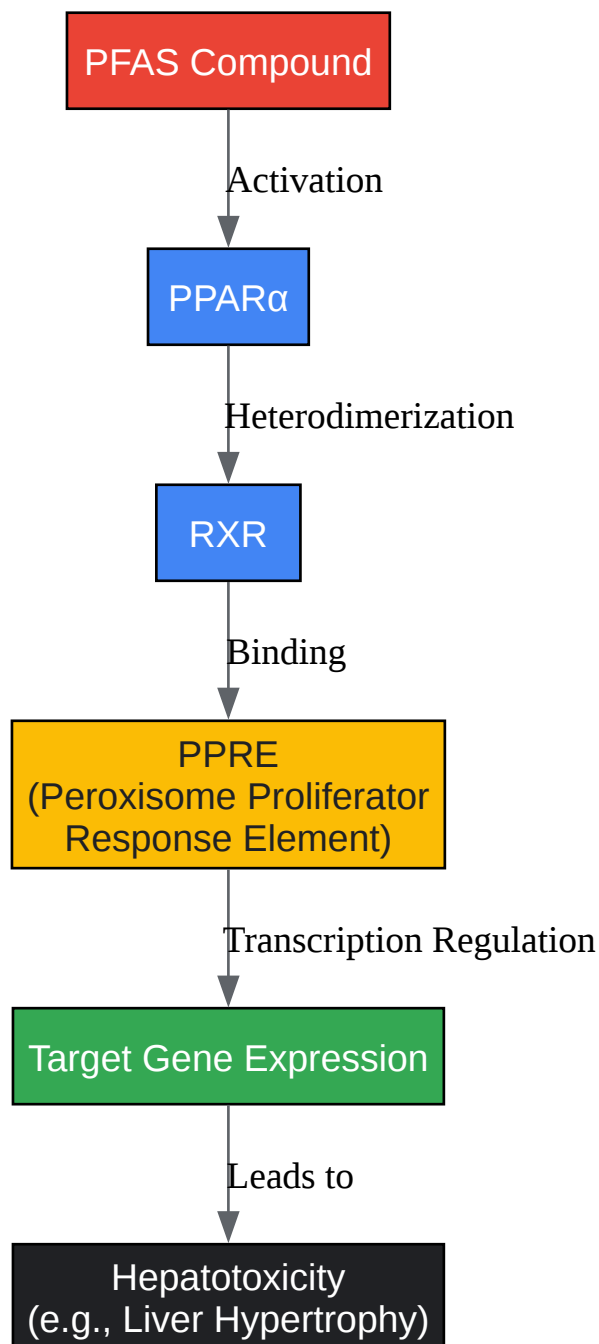 PFAS Compound
Activation
PPARα
Heterodimerization
RXR
Binding
PPRE
(Peroxisome Proliferator
Response Element)
Transcription Regulation
Target Gene Expression
Leads to
Hepatotoxicity
(e.g., Liver Hypertrophy)